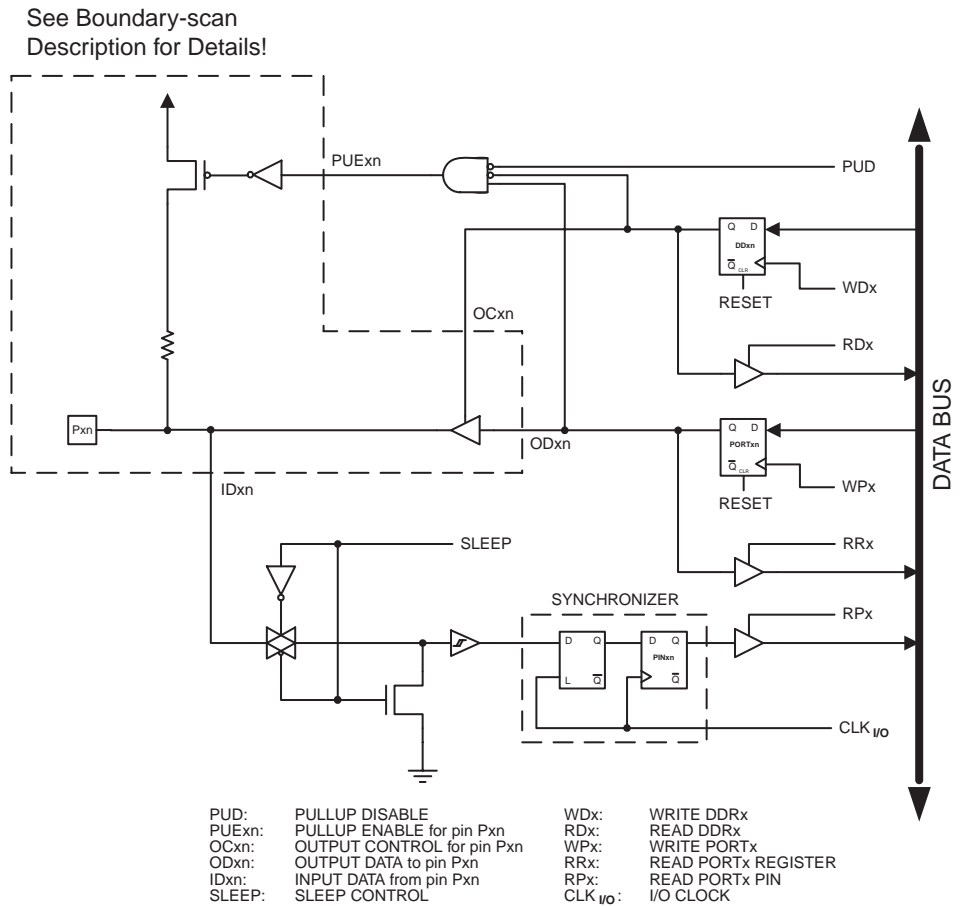 See Boundary-scan
Description for Details!
PUExn
PUD
Q D
DDxn
Q CLR
RESET
WDx
OCxn
RDx
Pxn
ODxn
Q D
PORTxn
Q CLR
RESET
WPx
IDxn
SLEEP
RRx
SYNCHRONIZER
RPx
D Q
L Q
D Q
PINxn
Q
CLK I/O
DATA BUS
PUD: PULLUP DISABLE
PUExn: PULLUP ENABLE for pin Pxn
OCxn: OUTPUT CONTROL for pin Pxn
ODxn: OUTPUT DATA to pin Pxn
IDxn: INPUT DATA from pin Pxn
SLEEP: SLEEP CONTROL
WDx: WRITE DDRx
RDx: READ DDRx
WPx: WRITE PORTx
RRx: READ PORTx REGISTER
RPx: READ PORTx PIN
CLK I/O: I/O CLOCK